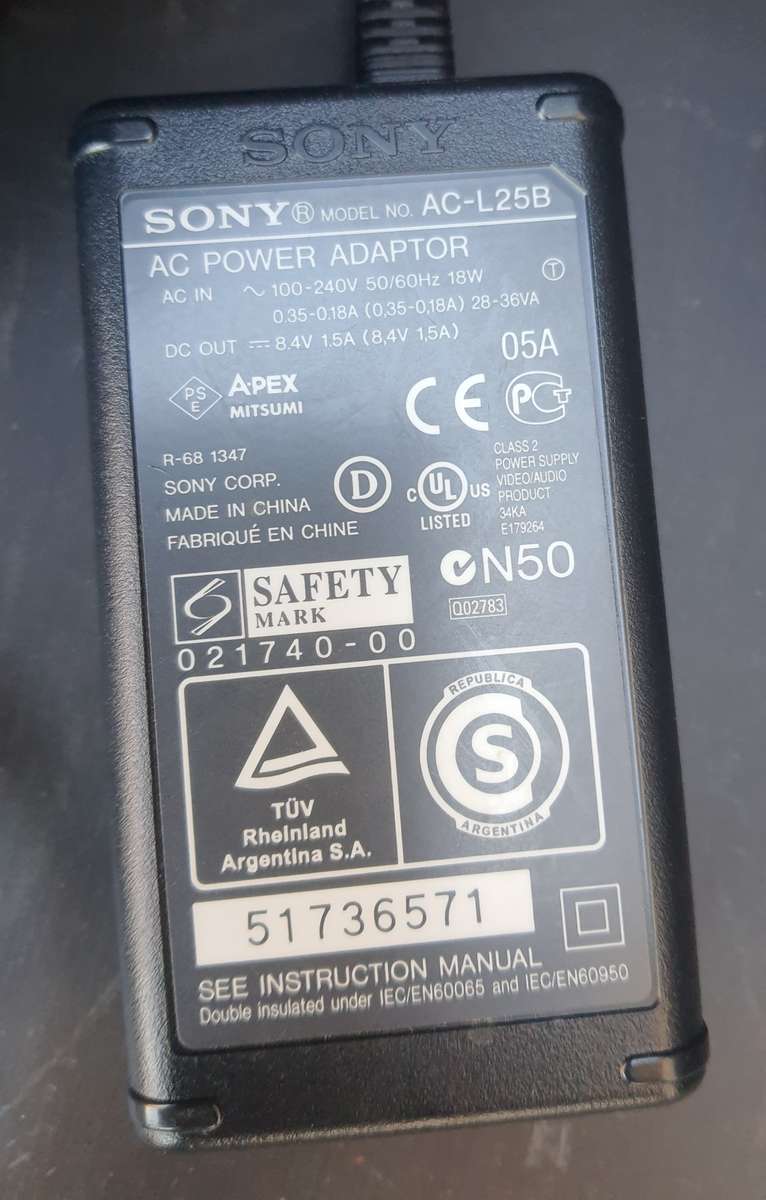 SONY
SONY® MODEL NO. AC-L25B
AC POWER ADAPTOR
AC IN ～ 100-240V 50/60Hz 18W
T
0.35-0.18A (0,35-0,18A) 28-36VA
DC OUT ⎓ 8.4V 1.5A (8,4V 1,5A)
05A
PS
E
A·PEX
MITSUMI
CE
PCT
R-68 1347
SONY CORP.
MADE IN CHINA
FABRIQUÉ EN CHINE
D
C UL US
LISTED
CLASS 2
POWER SUPPLY
VIDEO/AUDIO
PRODUCT
34KA
E179264
N50
Q02783
SAFETY
MARK
021740-00
TÜV
Rheinland
Argentina S.A.
REPUBLICA
S
ARGENTINA
51736571
SEE INSTRUCTION MANUAL
Double insulated under IEC/EN60065 and IEC/EN60950